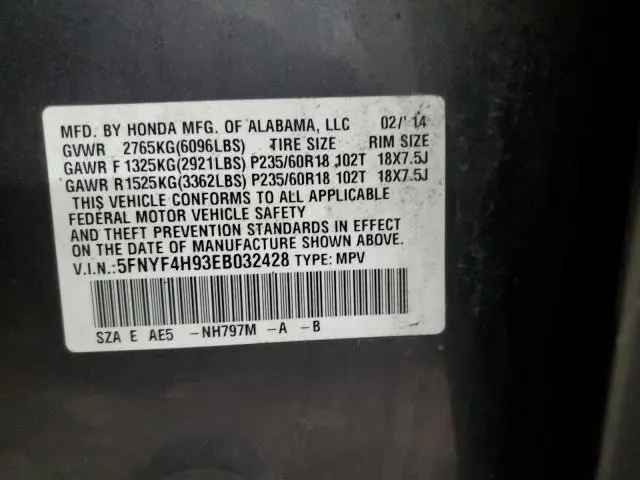 MFD. BY HONDA MFG. OF ALABAMA, LLC 02/'14
GVWR 2765KG(6096LBS) TIRE SIZE RIM SIZE
GAWR F 1325KG(2921LBS) P235/60R18 102T 18X7.5J
GAWR R1525KG(3362LBS) P235/60R18 102T 18X7.5J
THIS VEHICLE CONFORMS TO ALL APPLICABLE
FEDERAL MOTOR VEHICLE SAFETY
AND THEFT PREVENTION STANDARDS IN EFFECT
ON THE DATE OF MANUFACTURE SHOWN ABOVE.
V.I.N.:5FNYF4H93EB032428 TYPE: MPV
SZA E AE5 -NH797M -A -B